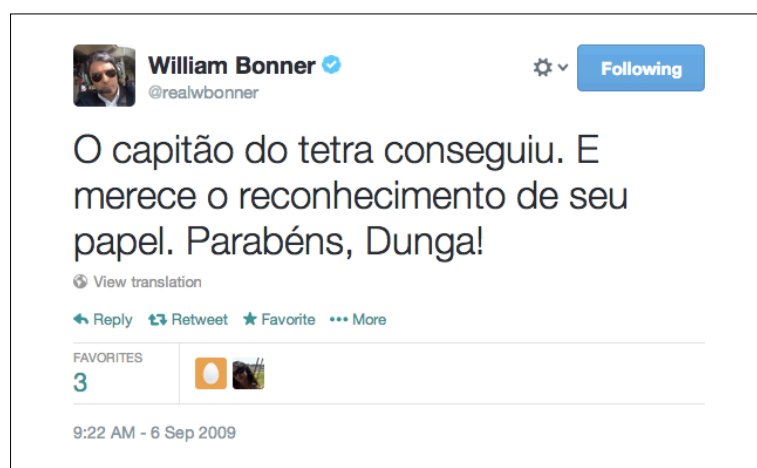 William Bonner
@realwbonner
Following
O capitão do tetra conseguiu. E
merece o reconhecimento de seu
papel. Parabéns, Dunga!
View translation
Reply Retweet Favorite More
FAVORITES
3
9:22 AM - 6 Sep 2009